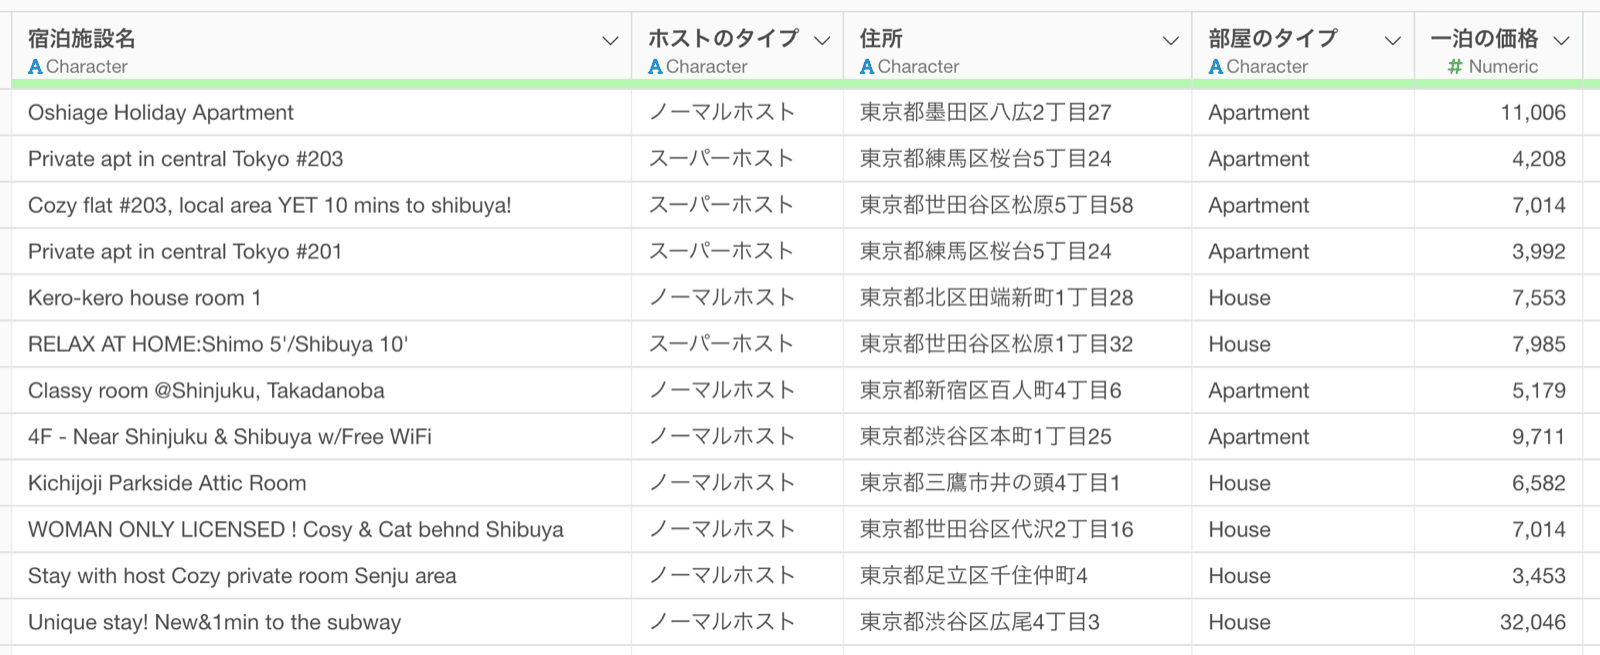 宿泊施設名 ホストのタイプ 住所 部屋のタイプ 一泊の価格
A Character A Character A Character A Character # Numeric
Oshiage Holiday Apartment ノーマルホスト 東京都墨田区八広2丁目27 Apartment 11,006
Private apt in central Tokyo #203 スーパーホスト 東京都練馬区桜台5丁目24 Apartment 4,208
Cozy flat #203, local area YET 10 mins to shibuya! スーパーホスト 東京都世田谷区松原5丁目58 Apartment 7,014
Private apt in central Tokyo #201 スーパーホスト 東京都練馬区桜台5丁目24 Apartment 3,992
Kero-kero house room 1 ノーマルホスト 東京都北区田端新町1丁目28 House 7,553
RELAX AT HOME:Shimo 5'/Shibuya 10' スーパーホスト 東京都世田谷区松原1丁目32 House 7,985
Classy room @Shinjuku, Takadanoba ノーマルホスト 東京都新宿区百人町4丁目6 Apartment 5,179
4F - Near Shinjuku & Shibuya w/Free WiFi ノーマルホスト 東京都渋谷区本町1丁目25 Apartment 9,711
Kichijoji Parkside Attic Room ノーマルホスト 東京都三鷹市井の頭4丁目1 House 6,582
WOMAN ONLY LICENSED ! Cosy & Cat behnd Shibuya ノーマルホスト 東京都世田谷区代沢2丁目16 House 7,014
Stay with host Cozy private room Senju area ノーマルホスト 東京都足立区千住仲町4 House 3,453
Unique stay! New&1min to the subway ノーマルホスト 東京都渋谷区広尾4丁目3 House 32,046